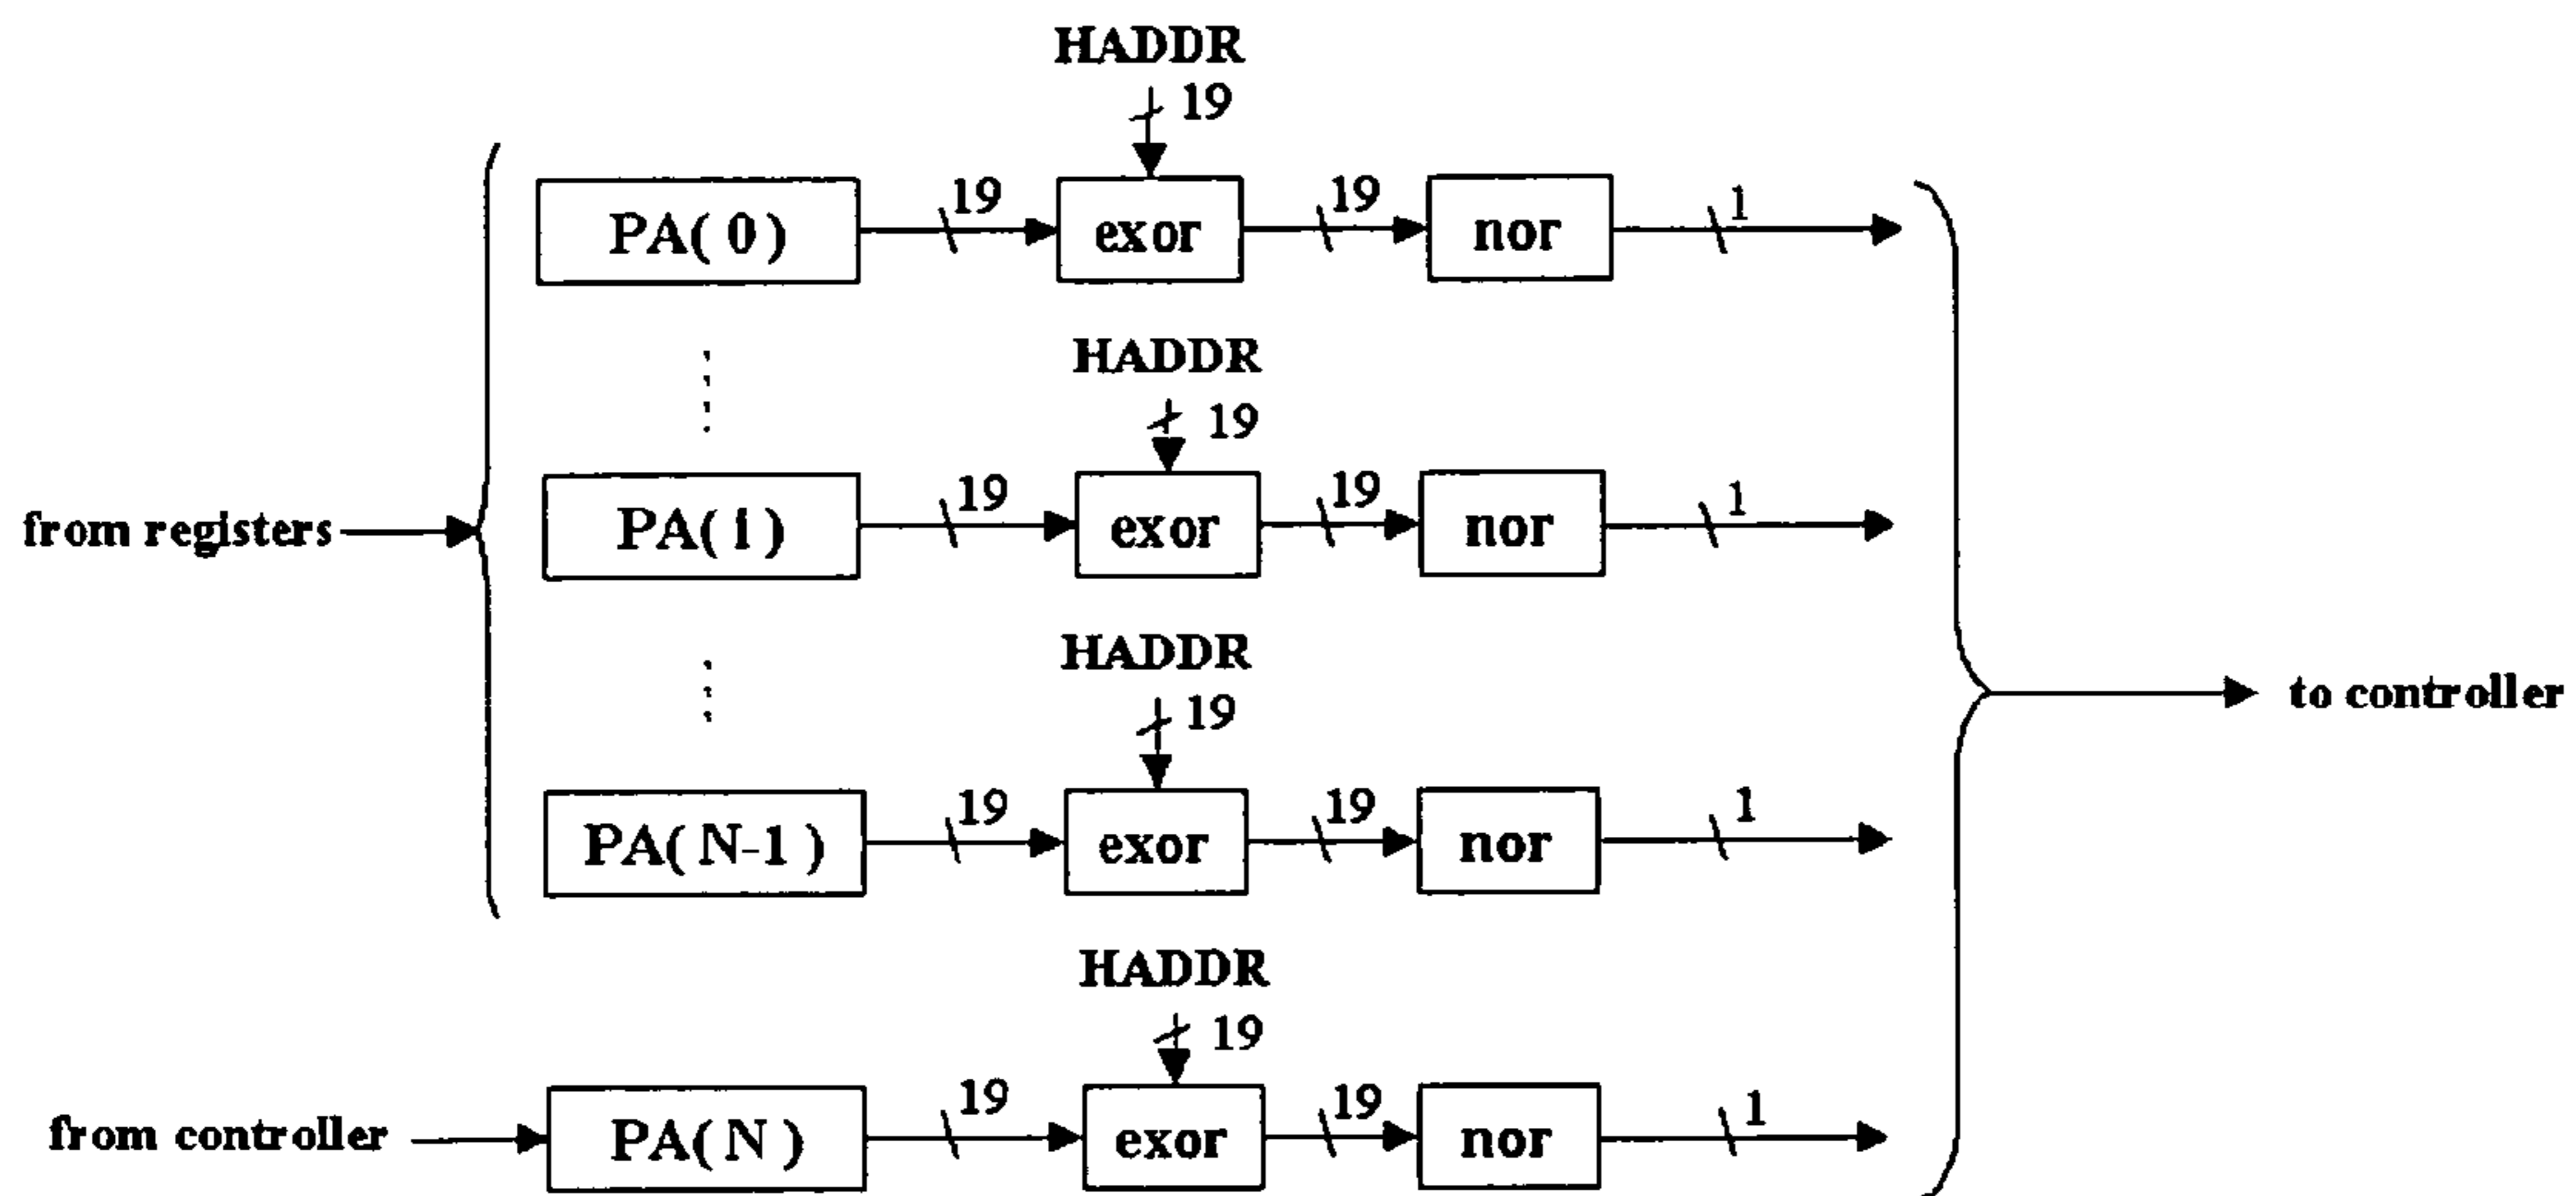 HADDR
19
PA( 0 ) 19 exor 19 nor 1
HADDR
19
from registers PA( i ) 19 exor 19 nor 1
HADDR
19
to controller
PA( N-1 ) 19 exor 19 nor 1
HADDR
19
from controller PA( N ) 19 exor 19 nor 1